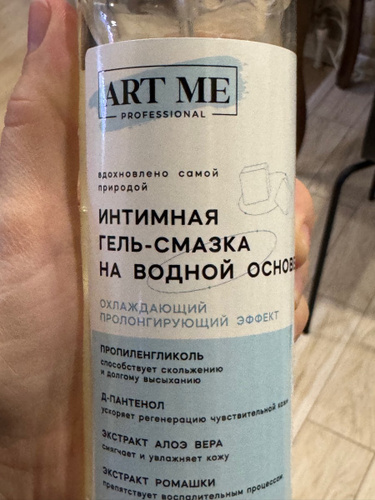 ART ME
PROFESSIONAL
вдохновлено самой
природой
ИНТИМНАЯ
ГЕЛЬ-СМАЗКА
НА ВОДНОЙ ОСНОВЕ
ОХЛАЖДАЮЩИЙ
ПРОЛОНГИРУЮЩИЙ ЭФФЕКТ
ПРОПИЛЕНГЛИКОЛЬ
способствует скольжению
и долгому высыханию
Д-ПАНТЕНОЛ
ускоряет регенерацию чувствительной кожи
ЭКСТРАКТ АЛОЭ ВЕРА
смягчает и увлажняет кожу
ЭКСТРАКТ РОМАШКИ
препятствует воспалительным процессам